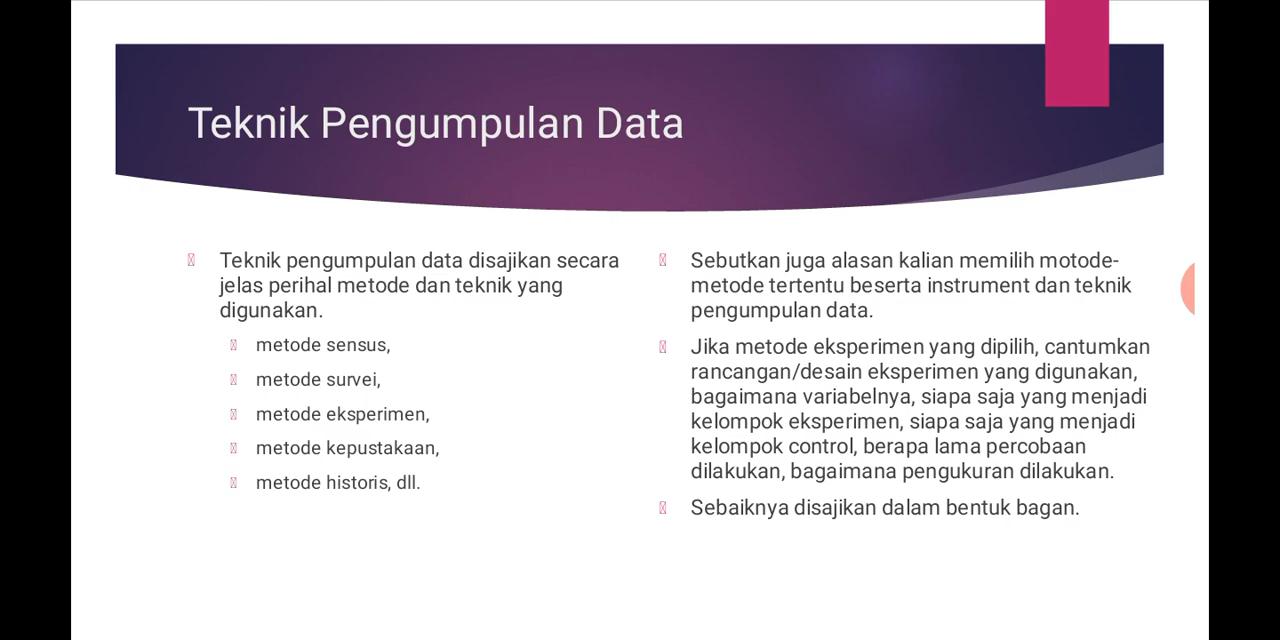 Teknik Pengumpulan Data
Teknik pengumpulan data disajikan secara
jelas perihal metode dan teknik yang
digunakan.
metode sensus,
metode survei,
metode eksperimen,
metode kepustakaan,
metode historis, dll.
Sebutkan juga alasan kalian memilih motode-
metode tertentu beserta instrument dan teknik
pengumpulan data.
Jika metode eksperimen yang dipilih, cantumkan
rancangan/desain eksperimen yang digunakan,
bagaimana variabelnya, siapa saja yang menjadi
kelompok eksperimen, siapa saja yang menjadi
kelompok control, berapa lama percobaan
dilakukan, bagaimana pengukuran dilakukan.
Sebaiknya disajikan dalam bentuk bagan.